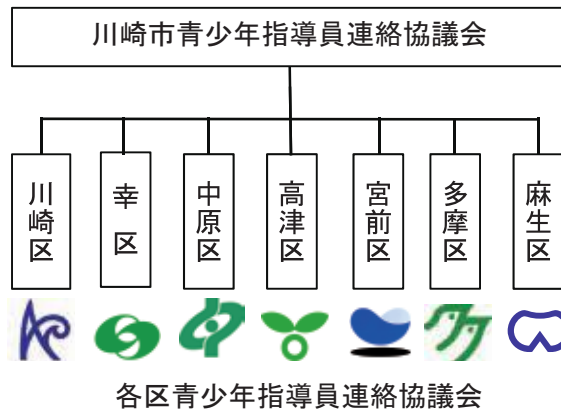 川崎市青少年指導員連絡協議会
川崎区
幸区
中原区
高津区
宮前区
多摩区
麻生区
各区青少年指導員連絡協議会